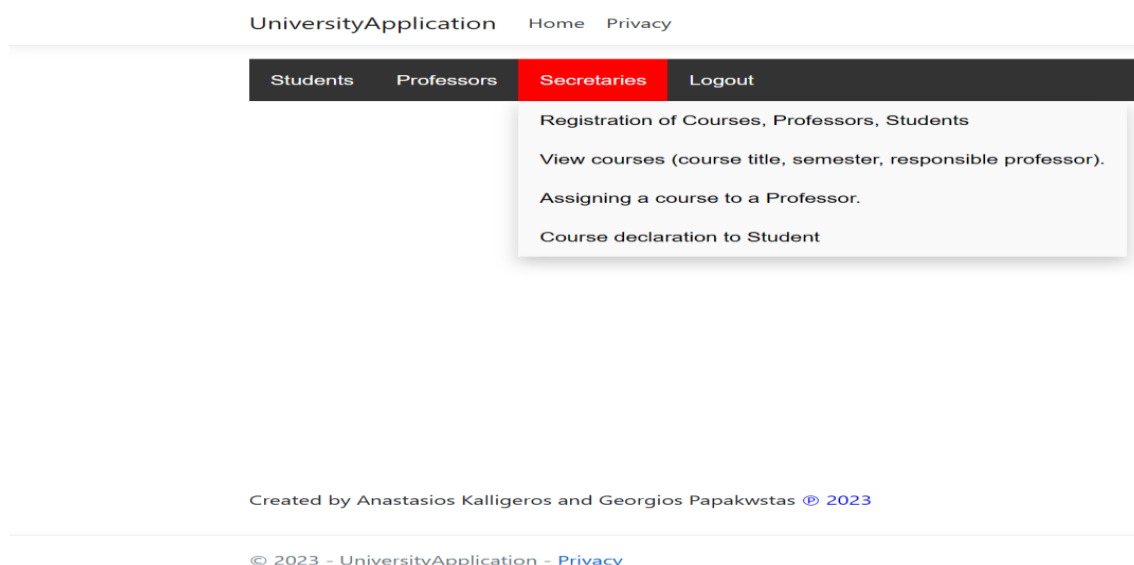 UniversityApplication Home Privacy
Students Professors Secretaries Logout
Registration of Courses, Professors, Students
View courses (course title, semester, responsible professor).
Assigning a course to a Professor.
Course declaration to Student
Created by Anastasios Kalligeros and Georgios Papakwstas ℗ 2023
© 2023 - UniversityApplication - Privacy